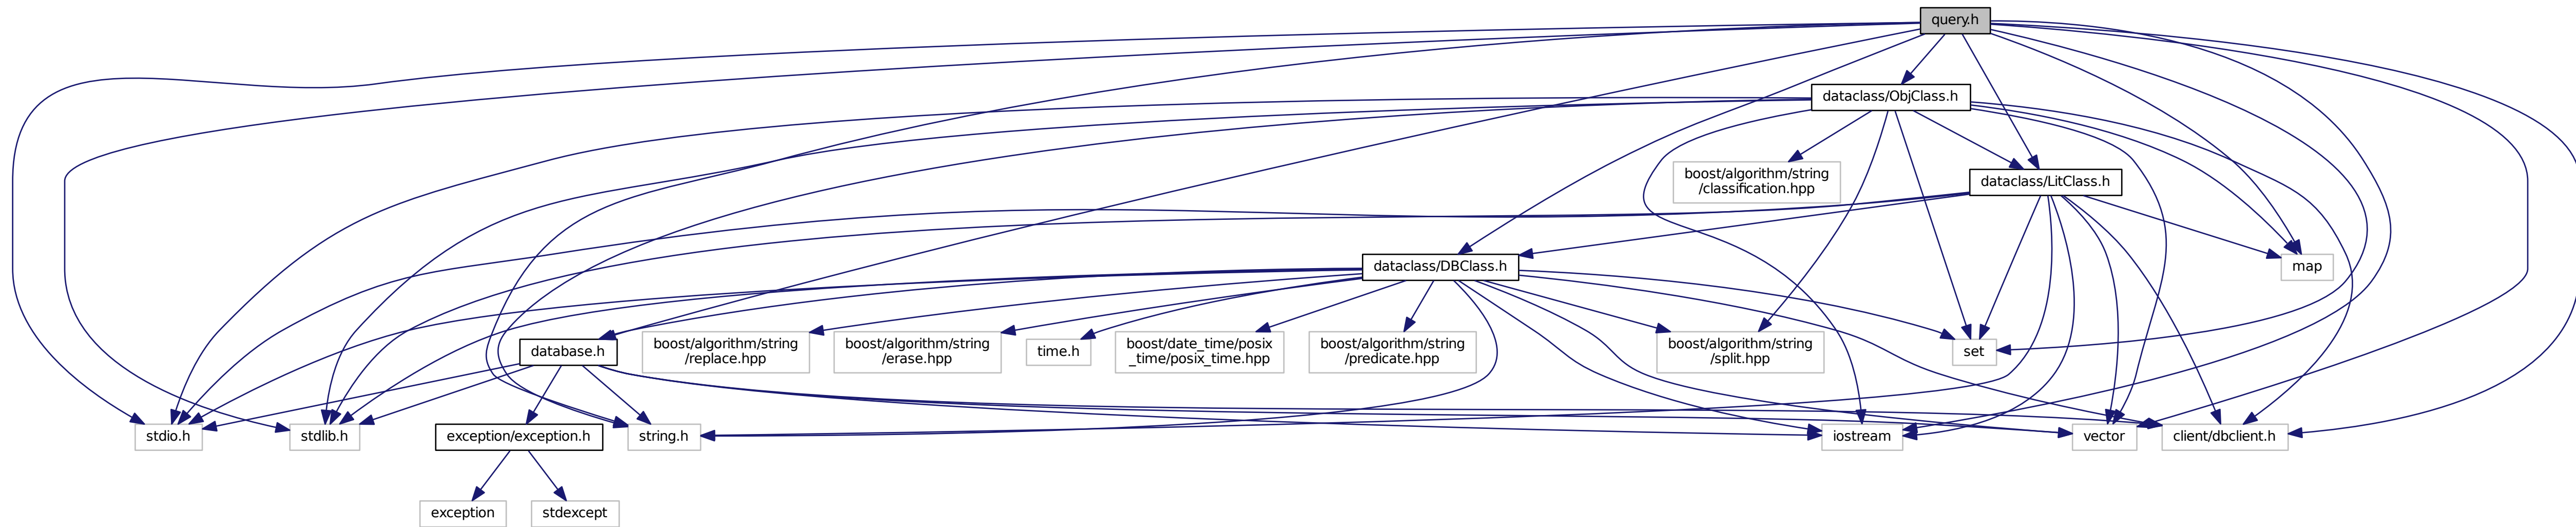 query.h
dataclass/ObjClass.h
boost/algorithm/string
/classification.hpp
dataclass/LitClass.h
dataclass/DBClass.h
map
database.h
boost/algorithm/string
/replace.hpp
boost/algorithm/string
/erase.hpp
time.h
boost/date_time/posix
_time/posix_time.hpp
boost/algorithm/string
/predicate.hpp
boost/algorithm/string
/split.hpp
set
stdio.h
stdlib.h
exception/exception.h
string.h
iostream
vector
client/dbclient.h
exception
stdexcept